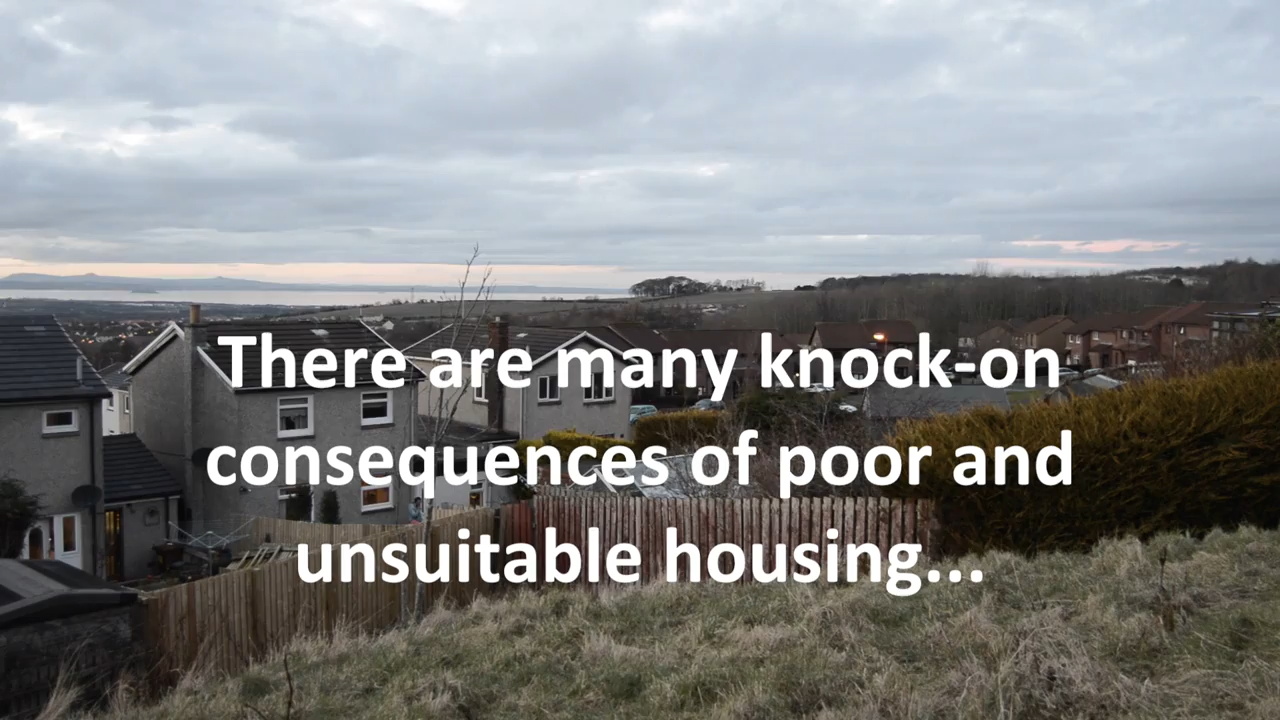 There are many knock-on
consequences of poor and
unsuitable housing...